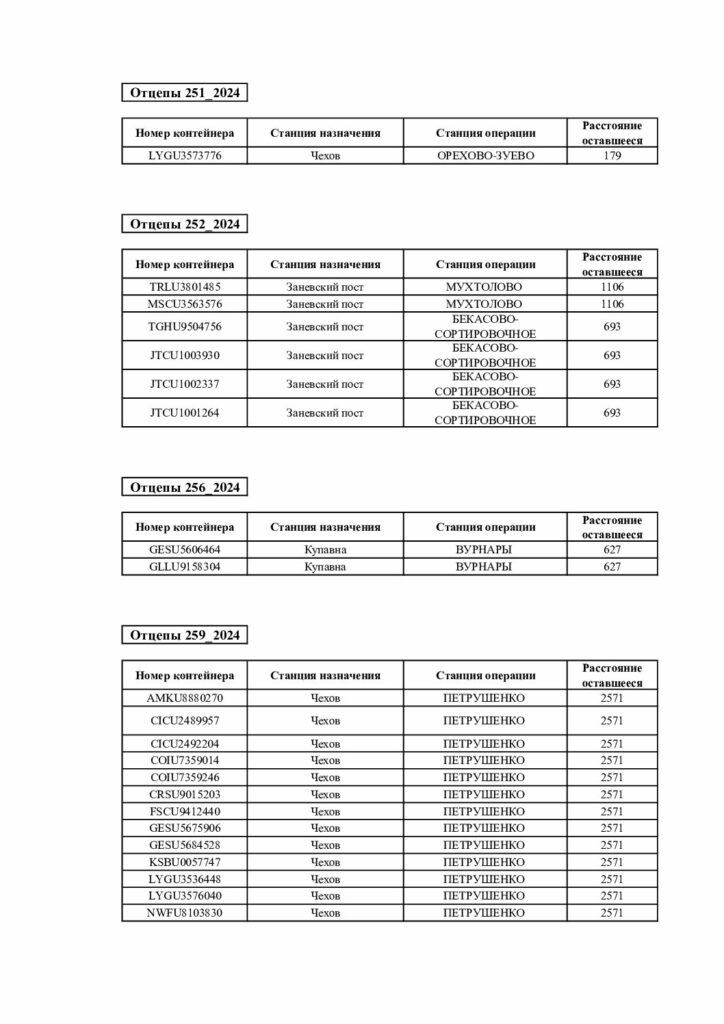 Отцепы 251_2024
Номер контейнера Станция назначения Станция операции Расстояние
оставшееся
LYGU3573776 Чехов ОРЕХОВО-ЗУЕВО 179
Отцепы 252_2024
Номер контейнера Станция назначения Станция операции Расстояние
оставшееся
TRLU3801485 Заневский пост МУХТОЛОВО 1106
MSCU3563576 Заневский пост МУХТОЛОВО 1106
TGHU9504756 Заневский пост БЕКАСОВО-
СОРТИРОВОЧНОЕ 693
JTCU1003930 Заневский пост БЕКАСОВО-
СОРТИРОВОЧНОЕ 693
JTCU1002337 Заневский пост БЕКАСОВО-
СОРТИРОВОЧНОЕ 693
JTCU1001264 Заневский пост БЕКАСОВО-
СОРТИРОВОЧНОЕ 693
Отцепы 256_2024
Номер контейнера Станция назначения Станция операции Расстояние
оставшееся
GESU5606464 Купавна ВУРНАРЫ 627
GLLU9158304 Купавна ВУРНАРЫ 627
Отцепы 259_2024
Номер контейнера Станция назначения Станция операции Расстояние
оставшееся
AMKU8880270 Чехов ПЕТРУШЕНКО 2571
CICU2489957 Чехов ПЕТРУШЕНКО 2571
CICU2492204 Чехов ПЕТРУШЕНКО 2571
COIU7359014 Чехов ПЕТРУШЕНКО 2571
COIU7359246 Чехов ПЕТРУШЕНКО 2571
CRSU9015203 Чехов ПЕТРУШЕНКО 2571
FSCU9412440 Чехов ПЕТРУШЕНКО 2571
GESU5675906 Чехов ПЕТРУШЕНКО 2571
GESU5684528 Чехов ПЕТРУШЕНКО 2571
KSBU0057747 Чехов ПЕТРУШЕНКО 2571
LYGU3536448 Чехов ПЕТРУШЕНКО 2571
LYGU3576040 Чехов ПЕТРУШЕНКО 2571
NWFU8103830 Чехов ПЕТРУШЕНКО 2571